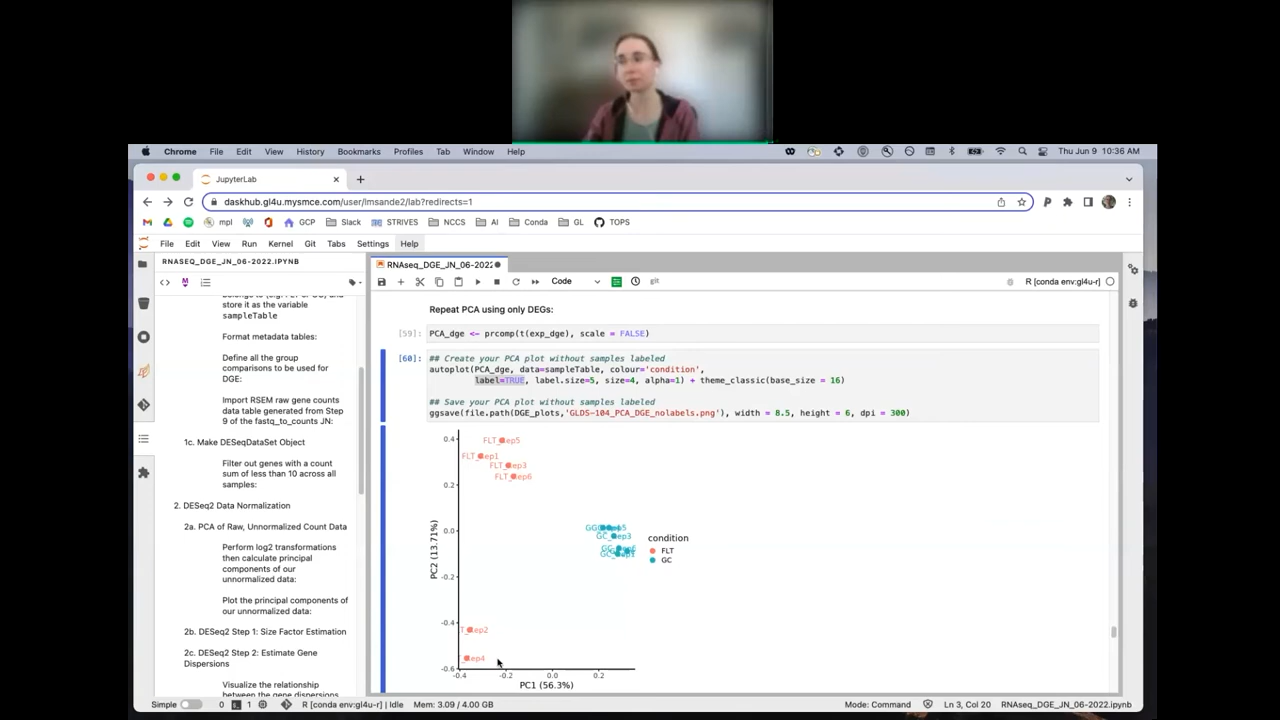 Chrome File Edit View History Bookmarks Profiles Tab Window Help Thu Jun 9 10:36 AM
JupyterLab
daskhub.gl4u.mysmce.com/user/lmsande2/lab?redirects=1
mpl GCP Slack STRIVES NCCS AI Conda GL TOPS
File Edit View Run Kernel Git Tabs Settings Help
RNASEQ_DGE_JN_06-2022.IPYNB
store it as the variable
sampleTable
Format metadata tables:
Define all the group
comparisons to be used for
DGE:
Import RSEM raw gene counts
data table generated from Step
9 of the fastq_to_counts JN:
1c. Make DESeqDataSet Object
Filter out genes with a count
sum of less than 10 across all
samples:
2. DESeq2 Data Normalization
2a. PCA of Raw, Unnormalized Count Data
Perform log2 transformations
then calculate principal
components of our
unnormalized data:
Plot the principal components
of our unnormalized data:
2b. DESeq2 Step 1: Size Factor Estimation
2c. DESeq2 Step 2: Estimate Gene
Dispersions
Visualize the relationship
between the gene dispersions
RNAseq_DGE_JN_06-2022
Code git R [conda env:gl4u-r]
Repeat PCA using only DEGs:
[59]: PCA_dge <- prcomp(t(exp_dge), scale = FALSE)
[60]: ## Create your PCA plot without samples labeled
autoplot(PCA_dge, data=sampleTable, colour='condition',
label=TRUE, label.size=5, size=4, alpha=1) + theme_classic(base_size = 16)
## Save your PCA plot without samples labeled
ggsave(file.path(DGE_plots,'GLDS-104_PCA_DGE_nolabels.png'), width = 8.5, height = 6, dpi = 300)
0.4
FLT_rep5
FLT_rep1
FLT_rep3
FLT_rep6
0.2
0.0
GC_rep3
-0.2
-0.4
T_rep2
rep4
-0.6
PC2 (13.71%)
condition
FLT
GC
-0.4 -0.2 0.0 0.2
PC1 (56.3%)
Simple 0 1 R [conda env:gl4u-r] | Idle Mem: 3.09 / 4.00 GB Mode: Command Ln 3, Col 20 RNAseq_DGE_JN_06-2022.ipynb